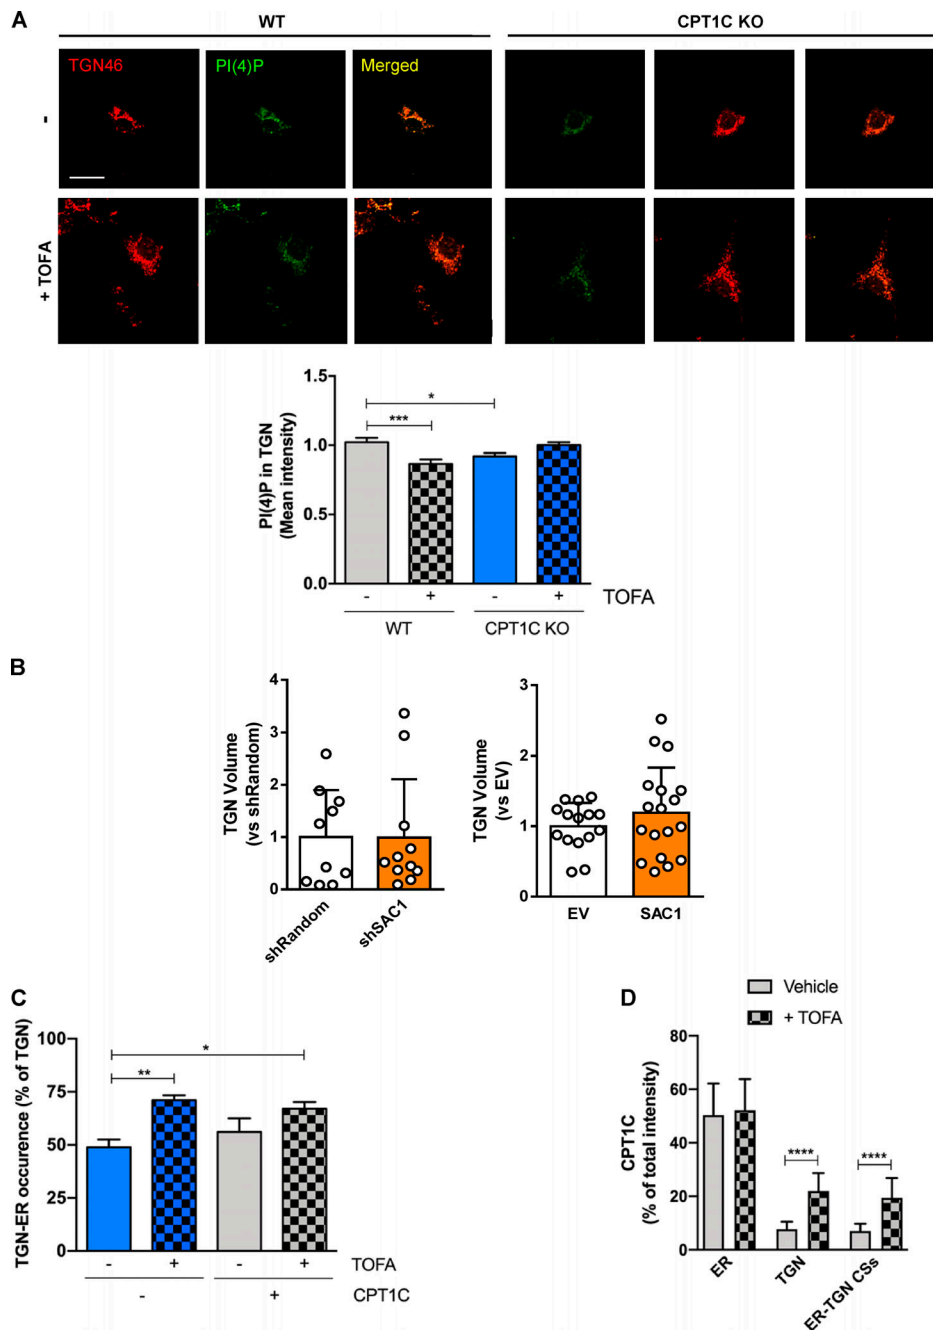 A
WT
CPT1C KO
TGN46
PI(4)P
Merged
-
+ TOFA
PI(4)P in TGN
(Mean intensity)
1.5
1.0
0.5
0.0
*
***
- + - + TOFA
WT CPT1C KO
B
TGN Volume
(vs shRandom)
4
3
2
1
0
shRandom shSAC1
TGN Volume
(vs EV)
3
2
1
0
EV SAC1
C
TGN-ER occurence (% of TGN)
100
75
50
25
0
*
**
- + - + TOFA
- + CPT1C
D
Vehicle
+ TOFA
CPT1C
(% of total intensity)
80
60
40
20
0
**** ****
ER TGN ER-TGN CSs